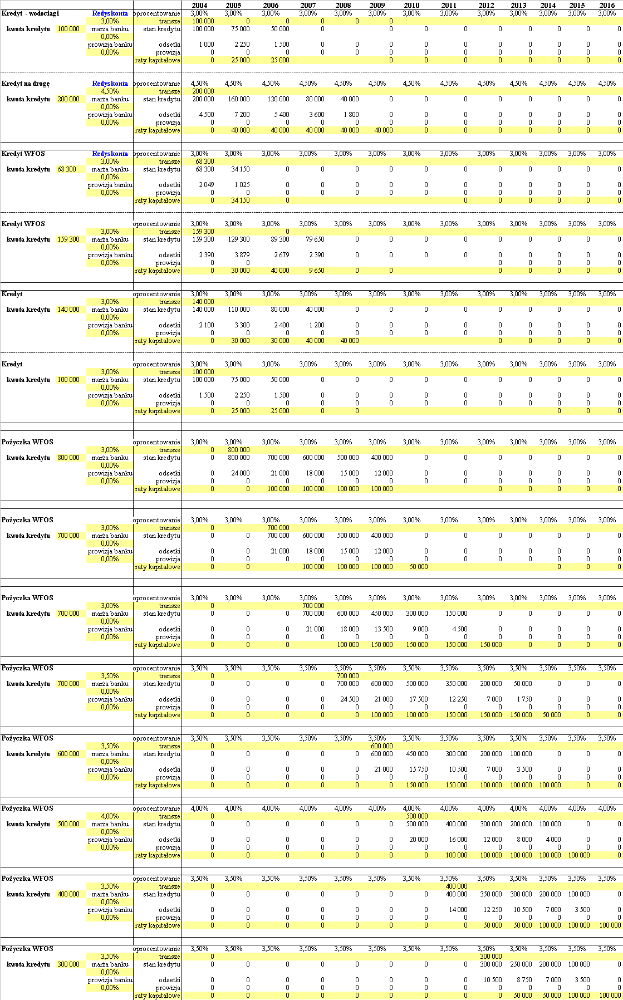 2004 2005 2006 2007 2008 2009 2010 2011 2012 2013 2014 2015 2016
Kredyt - wodociągi Redyskonta oprocentowanie 3,00% 3,00% 3,00% 3,00% 3,00% 3,00% 3,00% 3,00% 3,00% 3,00% 3,00% 3,00% 3,00%
3,00% transze 100 000 0 0 0 0 0
kwota kredytu 100 000 marża banku stan kredytu 100 000 75 000 50 000 0 0 0 0 0 0 0 0 0 0
0,00%
prowizja banku odsetki 1 000 2 250 1 500 0 0 0 0 0 0 0 0 0 0
0,00% prowizja 0 0 0 0 0 0 0 0 0 0 0 0 0
raty kapitałowe 0 25 000 25 000 0 0 0 0 0 0 0 0
Kredyt na drogę Redyskonta oprocentowanie 4,50% 4,50% 4,50% 4,50% 4,50% 4,50% 4,50% 4,50% 4,50% 4,50% 4,50% 4,50% 4,50%
4,50% transze 200 000
kwota kredytu 200 000 marża banku stan kredytu 200 000 160 000 120 000 80 000 40 000 0 0 0 0 0 0 0 0
0,00%
prowizja banku odsetki 4 500 7 200 5 400 3 600 1 800 0 0 0 0 0 0 0 0
0,00% prowizja 0 0 0 0 0 0 0 0 0 0 0 0 0
raty kapitałowe 0 40 000 40 000 40 000 40 000 40 000 0 0 0 0 0 0 0
Kredyt WFOS Redyskonta oprocentowanie 3,00% 3,00% 3,00% 3,00% 3,00% 3,00% 3,00% 3,00% 3,00% 3,00% 3,00% 3,00% 3,00%
3,00% transze 68 300
kwota kredytu 68 300 marża banku stan kredytu 68 300 34 150 0 0 0 0 0 0 0 0 0 0 0
0,00%
prowizja banku odsetki 2 049 1 025 0 0 0 0 0 0 0 0 0 0 0
0,00% prowizja 0 0 0 0 0 0 0 0 0 0 0 0 0
raty kapitałowe 0 34 150 0 0 0 0 0 0 0
Kredyt WFOS oprocentowanie 3,00% 3,00% 3,00% 3,00% 3,00% 3,00% 3,00% 3,00% 3,00% 3,00% 3,00% 3,00% 3,00%
3,00% transze 159 300 0
kwota kredytu 159 300 marża banku stan kredytu 159 300 129 300 89 300 79 650 0 0 0 0 0 0 0 0 0
0,00%
prowizja banku odsetki 2 390 3 879 2 679 2 390 0 0 0 0 0 0 0 0 0
0,00% prowizja 0 0 0 0 0 0 0
raty kapitałowe 0 30 000 40 000 9 650 0 0 0 0 0 0 0
Kredyt oprocentowanie 3,00% 3,00% 3,00% 3,00% 3,00% 3,00% 3,00% 3,00% 3,00% 3,00% 3,00% 3,00% 3,00%
3,00% transze 140 000
kwota kredytu 140 000 marża banku stan kredytu 140 000 110 000 80 000 40 000 0 0 0 0 0 0 0 0 0
0,00%
prowizja banku odsetki 2 100 3 300 2 400 1 200 0 0 0 0 0 0 0 0 0
0,00% prowizja 0 0 0 0 0 0 0 0 0 0 0 0 0
raty kapitałowe 0 30 000 30 000 40 000 40 000 0 0 0 0 0
Kredyt oprocentowanie 3,00% 3,00% 3,00% 3,00% 3,00% 3,00% 3,00% 3,00% 3,00% 3,00% 3,00% 3,00% 3,00%
3,00% transze 100 000
kwota kredytu 100 000 marża banku stan kredytu 100 000 75 000 50 000 0 0 0 0 0 0 0 0 0 0
0,00%
prowizja banku odsetki 1 500 2 250 1 500 0 0 0 0 0 0 0 0 0 0
0,00% prowizja 0 0 0 0 0 0 0 0 0 0 0 0 0
raty kapitałowe 0 25 000 25 000 0 0 0 0 0
Pożyczka WFOS oprocentowanie 3,00% 3,00% 3,00% 3,00% 3,00% 3,00% 3,00% 3,00% 3,00% 3,00% 3,00% 3,00% 3,00%
3,00% transze 0 800 000
kwota kredytu 800 000 marża banku stan kredytu 0 800 000 700 000 600 000 500 000 400 000 0 0 0 0 0 0 0
0,00%
prowizja banku odsetki 0 24 000 21 000 18 000 15 000 12 000 0 0 0 0 0 0 0
0,00% prowizja 0 0 0 0 0 0 0 0 0 0 0 0 0
raty kapitałowe 0 0 100 000 100 000 100 000 100 000 0 0 0 0 0
Pożyczka WFOS oprocentowanie 3,00% 3,00% 3,00% 3,00% 3,00% 3,00% 3,00% 3,00% 3,00% 3,00% 3,00% 3,00% 3,00%
3,00% transze 0 700 000
kwota kredytu 700 000 marża banku stan kredytu 0 0 700 000 600 000 500 000 400 000 0 0 0 0 0 0 0
0,00%
prowizja banku odsetki 0 0 21 000 18 000 15 000 12 000 0 0 0 0 0 0 0
0,00% prowizja 0 0 0 0 0 0 0 0 0 0 0 0 0
raty kapitałowe 0 0 100 000 100 000 100 000 50 000 0 0 0
Pożyczka WFOS oprocentowanie 3,00% 3,00% 3,00% 3,00% 3,00% 3,00% 3,00% 3,00% 3,00% 3,00% 3,00% 3,00% 3,00%
3,00% transze 0 700 000
kwota kredytu 700 000 marża banku stan kredytu 0 0 0 700 000 600 000 450 000 300 000 150 000 0 0 0 0 0
0,00%
prowizja banku odsetki 0 0 0 21 000 18 000 13 500 9 000 4 500 0 0 0 0 0
0,00% prowizja 0 0 0 0 0 0 0 0 0 0 0 0 0
raty kapitałowe 0 0 0 100 000 150 000 150 000 150 000 150 000 0 0 0 0
Pożyczka WFOS oprocentowanie 3,50% 3,50% 3,50% 3,50% 3,50% 3,50% 3,50% 3,50% 3,50% 3,50% 3,50% 3,50% 3,50%
3,50% transze 0 700 000
kwota kredytu 700 000 marża banku stan kredytu 0 0 0 0 700 000 600 000 500 000 350 000 200 000 50 000 0 0 0
0,00%
prowizja banku odsetki 0 0 0 0 24 500 21 000 17 500 12 250 7 000 1 750 0 0 0
0,00% prowizja 0 0 0 0 0 0 0 0 0 0 0 0 0
raty kapitałowe 0 0 0 0 100 000 100 000 150 000 150 000 150 000 50 000 0 0
Pożyczka WFOS oprocentowanie 3,50% 3,50% 3,50% 3,50% 3,50% 3,50% 3,50% 3,50% 3,50% 3,50% 3,50% 3,50% 3,50%
3,50% transze 0 600 000
kwota kredytu 600 000 marża banku stan kredytu 0 0 0 0 0 600 000 450 000 300 000 200 000 100 000 0 0 0
0,00%
prowizja banku odsetki 0 0 0 0 0 21 000 15 750 10 500 7 000 3 500 0 0 0
0,00% prowizja 0 0 0 0 0 0 0 0 0 0 0 0 0
raty kapitałowe 0 0 0 0 0 150 000 150 000 100 000 100 000 100 000 0 0
Pożyczka WFOS oprocentowanie 4,00% 4,00% 4,00% 4,00% 4,00% 4,00% 4,00% 4,00% 4,00% 4,00% 4,00% 4,00% 4,00%
4,00% transze 0 500 000
kwota kredytu 500 000 marża banku stan kredytu 0 0 0 0 0 0 500 000 400 000 300 000 200 000 100 000 0 0
0,00%
prowizja banku odsetki 0 0 0 0 0 0 20 000 16 000 12 000 8 000 4 000 0 0
0,00% prowizja 0 0 0 0 0 0 0 0 0 0 0 0 0
raty kapitałowe 0 0 0 0 0 0 0 100 000 100 000 100 000 100 000 100 000 0
Pożyczka WFOS oprocentowanie 3,50% 3,50% 3,50% 3,50% 3,50% 3,50% 3,50% 3,50% 3,50% 3,50% 3,50% 3,50% 3,50%
3,50% transze 0 400 000
kwota kredytu 400 000 marża banku stan kredytu 0 0 0 0 0 0 0 400 000 350 000 300 000 200 000 100 000 0
0,00%
prowizja banku odsetki 0 0 0 0 0 0 0 14 000 12 250 10 500 7 000 3 500 0
0,00% prowizja 0 0 0 0 0 0 0 0 0 0 0 0 0
raty kapitałowe 0 0 0 0 0 0 0 0 50 000 50 000 100 000 100 000 100 000
Pożyczka WFOS oprocentowanie 3,50% 3,50% 3,50% 3,50% 3,50% 3,50% 3,50% 3,50% 3,50% 3,50% 3,50% 3,50% 3,50%
3,50% transze 0 300 000
kwota kredytu 300 000 marża banku stan kredytu 0 0 0 0 0 0 0 0 300 000 250 000 200 000 100 000 0
0,00%
prowizja banku odsetki 0 0 0 0 0 0 0 0 10 500 8 750 7 000 3 500 0
0,00% prowizja 0 0 0 0 0 0 0 0 0 0 0 0 0
raty kapitałowe 0 0 0 0 0 0 0 0 0 50 000 50 000 100 000 100 000